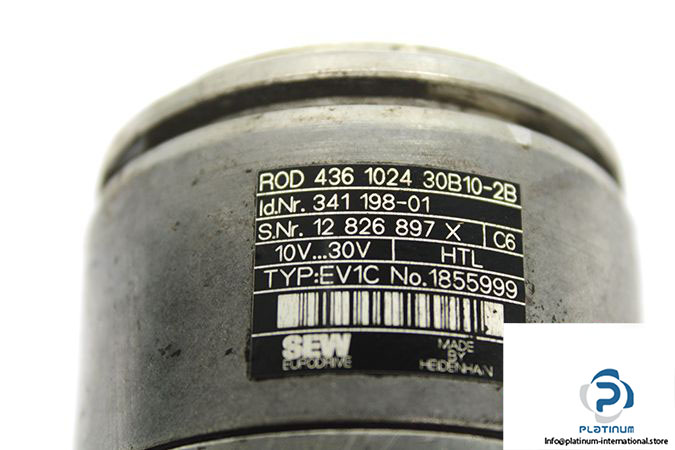 ROD 436 1024 30B10-2B
Id.Nr. 341 198-01
S.Nr. 12 826 897 X C6
10V...30V HTL
TYP:EV1C No.1855999
SEW
EURODRIVE
MADE
BY
HEIDENHAIN
PLATINUM
Info@platinum-international.store